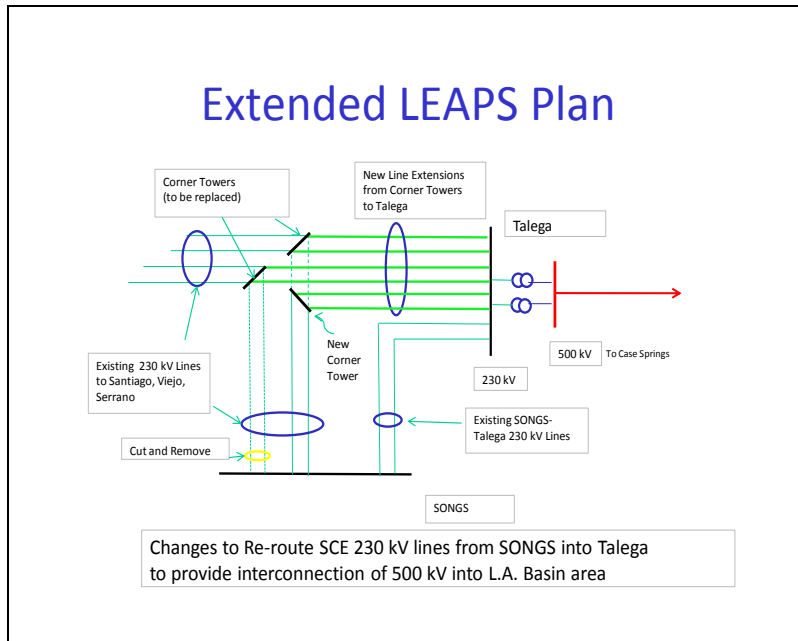 Extended LEAPS Plan
Corner Towers
(to be replaced)
New Line Extensions
from Corner Towers
to Talega
Talega
New
Corner
Tower
500 kV
To Case Springs
230 kV
Existing 230 kV Lines
to Santiago, Viejo,
Serrano
Existing SONGS-
Talega 230 kV Lines
Cut and Remove
SONGS
Changes to Re-route SCE 230 kV lines from SONGS into Talega
to provide interconnection of 500 kV into L.A. Basin area